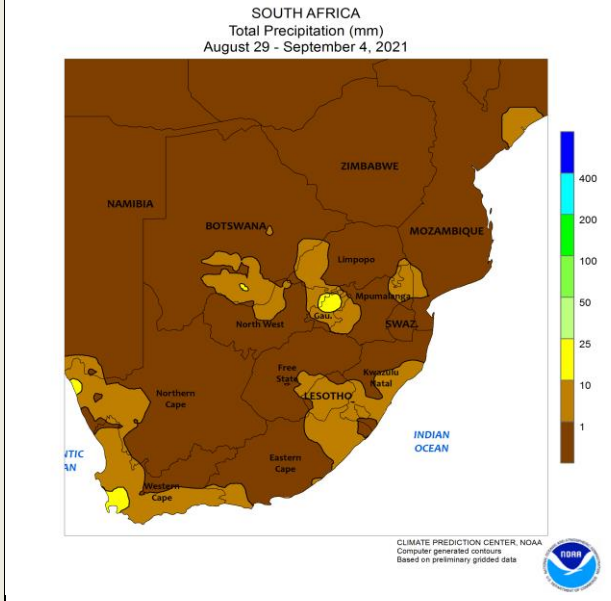 SOUTH AFRICA
Total Precipitation (mm)
August 29 - September 4, 2021
ZIMBABWE
NAMIBIA
BOTSWANA
MOZAMBIQUE
Limpopo
Mpumalanga
Gau.
North West
SWAZ.
Free
State
Kwazulu
Natal
Northern
Cape
LESOTHO
INDIAN
OCEAN
NTIC
AN
Eastern
Cape
Western
Cape
400
200
100
50
25
10
1
CLIMATE PREDICTION CENTER, NOAA
Computer generated contours
Based on preliminary gridded data
NOAA